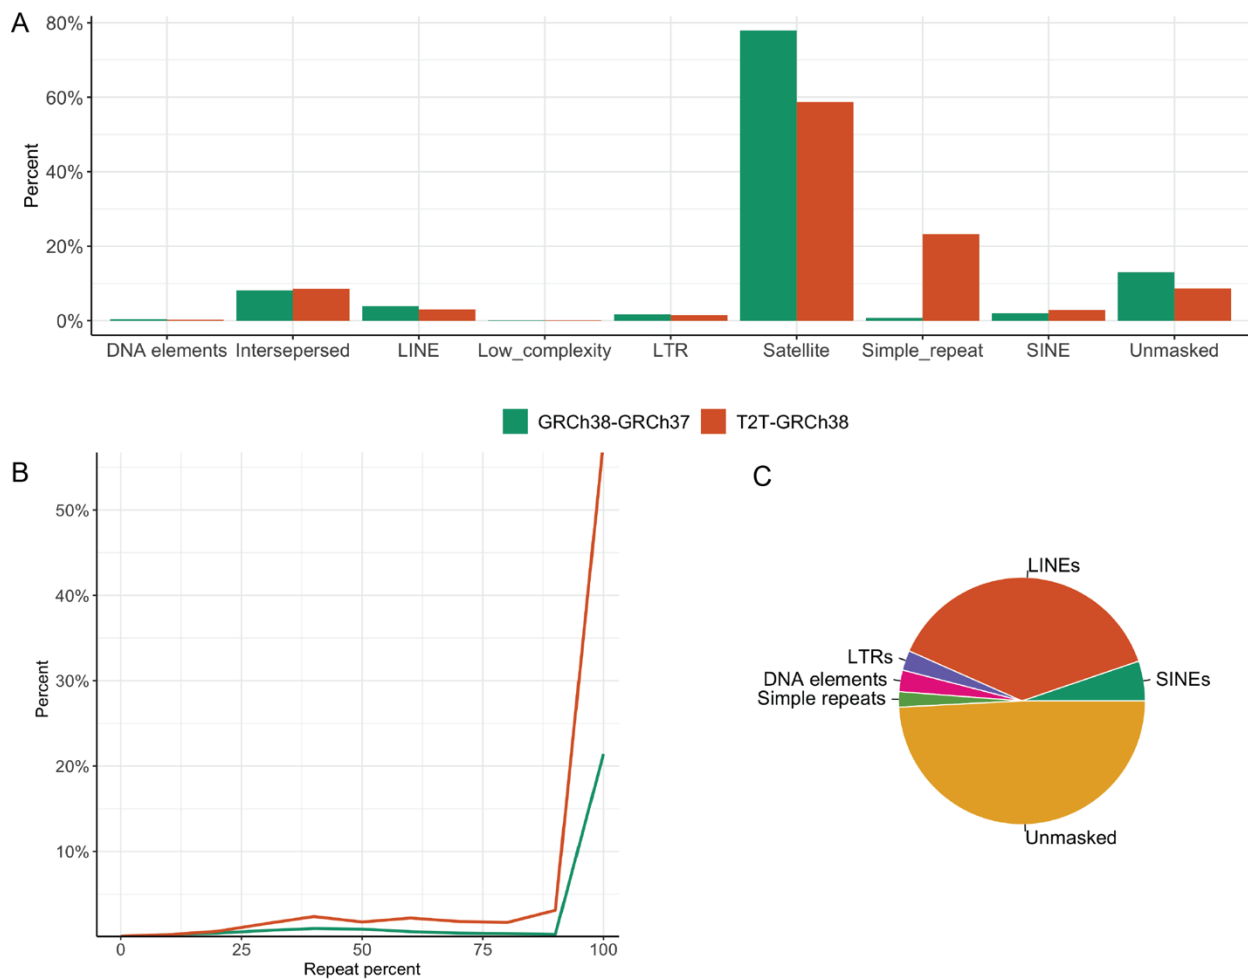 A
80%
60%
40%
20%
0%
Percent
DNA elements Intersepersed LINE Low_complexity LTR Satellite Simple_repeat SINE Unmasked
GRCh38-GRCh37 T2T-GRCh38
B
50%
40%
30%
20%
10%
Percent
0 25 50 75 100
Repeat percent
C
LINEs
LTRs
DNA elements
Simple repeats
SINEs
Unmasked